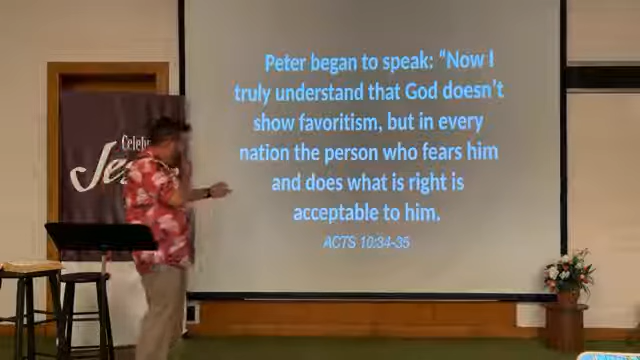 Peter began to speak: “Now I
truly understand that God doesn’t
show favoritism, but in every
nation the person who fears him
and does what is right is
acceptable to him.
ACTS 10:34-35